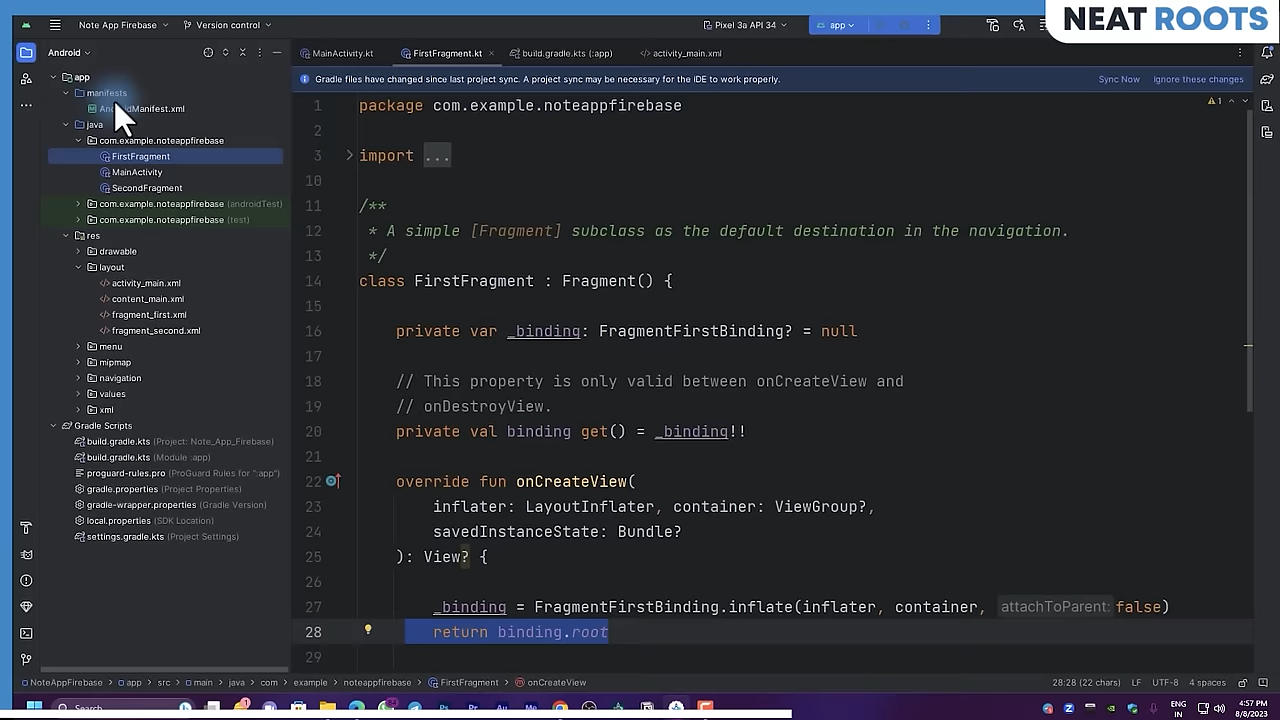 NEAT ROOTS
Note App Firebase
Version control
Pixel 3a API 34
app
Android
MainActivity.kt
FirstFragment.kt
build.gradle.kts (:app)
activity_main.xml
Gradle files have changed since last project sync. A project sync may be necessary for the IDE to work properly.
Sync Now
Ignore these changes
app
manifests
java
com.example.noteappfirebase
FirstFragment
MainActivity
SecondFragment
com.example.noteappfirebase (androidTest)
com.example.noteappfirebase (test)
res
drawable
layout
activity_main.xml
content_main.xml
fragment_first.xml
fragment_second.xml
menu
mipmap
navigation
values
xml
Gradle Scripts
build.gradle.kts (Project: Note_App_Firebase)
build.gradle.kts (Module :app)
proguard-rules.pro (ProGuard Rules for ":app")
gradle.properties (Project Properties)
gradle-wrapper.properties (Gradle Version)
local.properties (SDK Location)
settings.gradle.kts (Project Settings)
1 package com.example.noteappfirebase
2
3 import ...
10
11 /**
12 * A simple [Fragment] subclass as the default destination in the navigation.
13 */
14 class FirstFragment : Fragment() {
15
16 private var _binding: FragmentFirstBinding? = null
17
18 // This property is only valid between onCreateView and
19 // onDestroyView.
20 private val binding get() = _binding!!
21
22 override fun onCreateView(
23 inflater: LayoutInflater, container: ViewGroup?,
24 savedInstanceState: Bundle?
25 ): View? {
26
27 _binding = FragmentFirstBinding.inflate(inflater, container, attachToParent: false)
28 return binding.root
29
1
NoteAppFirebase > app > src > main > java > com > example > noteappfirebase > FirstFragment > onCreateView
28:28 (22 chars) LF UTF-8 4 spaces
Search
ENG
IN
4:57 PM
8/8/2023